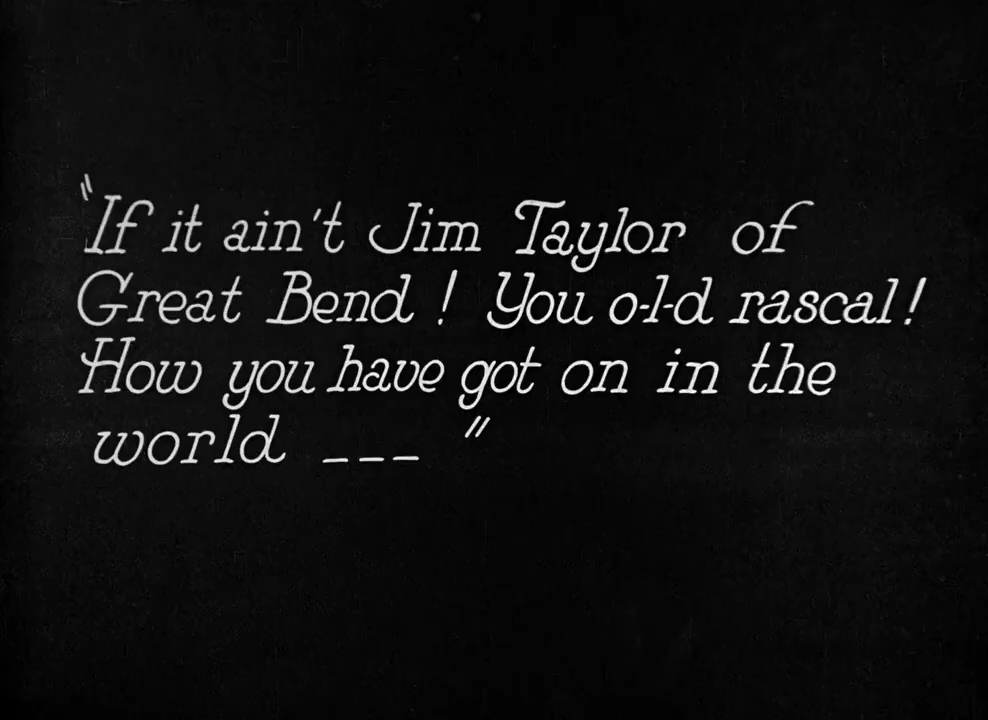 "If it ain't Jim Taylor of
Great Bend! You o-l-d rascal!
How you have got on in the
world ___"